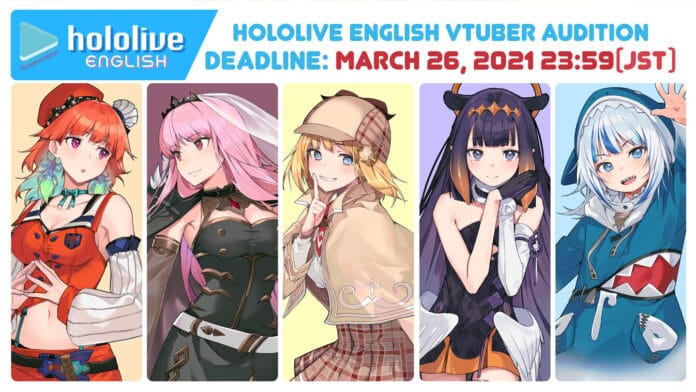 hololive
ENGLISH
HOLOLIVE ENGLISH VTUBER AUDITION
DEADLINE: MARCH 26, 2021 23:59(JST)